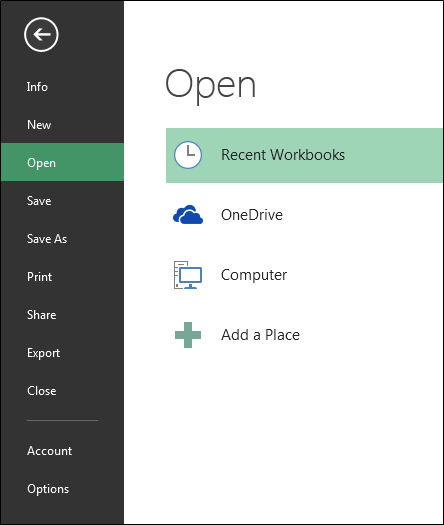 Info
New
Open
Save
Save As
Print
Share
Export
Close
Account
Options
Open
Recent Workbooks
OneDrive
Computer
Add a Place